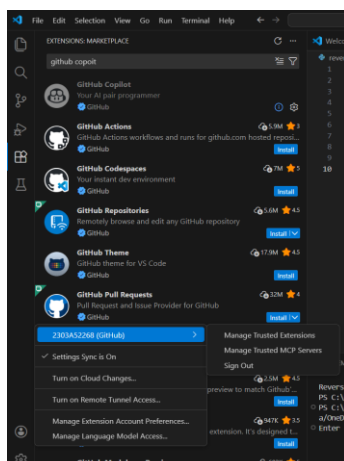 File Edit Selection View Go Run Terminal Help
EXTENSIONS: MARKETPLACE
Welco
github copoit
rever
1
2
3
4
5
6
7
8
9
10
GitHub Copilot
Your AI pair programmer
GitHub
GitHub Actions 5.9M 3
GitHub Actions workflows and runs for github.com hosted reposi...
GitHub Install
GitHub Codespaces 7M 5
Your instant dev environment
GitHub Install
GitHub Repositories 5.6M 4.5
Remotely browse and edit any GitHub repository
GitHub Install
GitHub Theme 17.9M 4.5
GitHub theme for VS Code
GitHub Install
GitHub Pull Requests 32M 4
Pull Request and Issue Provider for GitHub
GitHub Install
2303A52268 (GitHub)
Manage Trusted Extensions
Manage Trusted MCP Servers
Sign Out
Settings Sync is On
Turn on Cloud Changes...
Turn on Remote Tunnel Access...
Manage Extension Account Preferences...
Manage Language Model Access...
2.5M 4.5
preview to match Github'...
Install
947K 3.5
extension. It's designed t...
Install
Revers
PS C:\
PS C:\
a/OneD
Enter